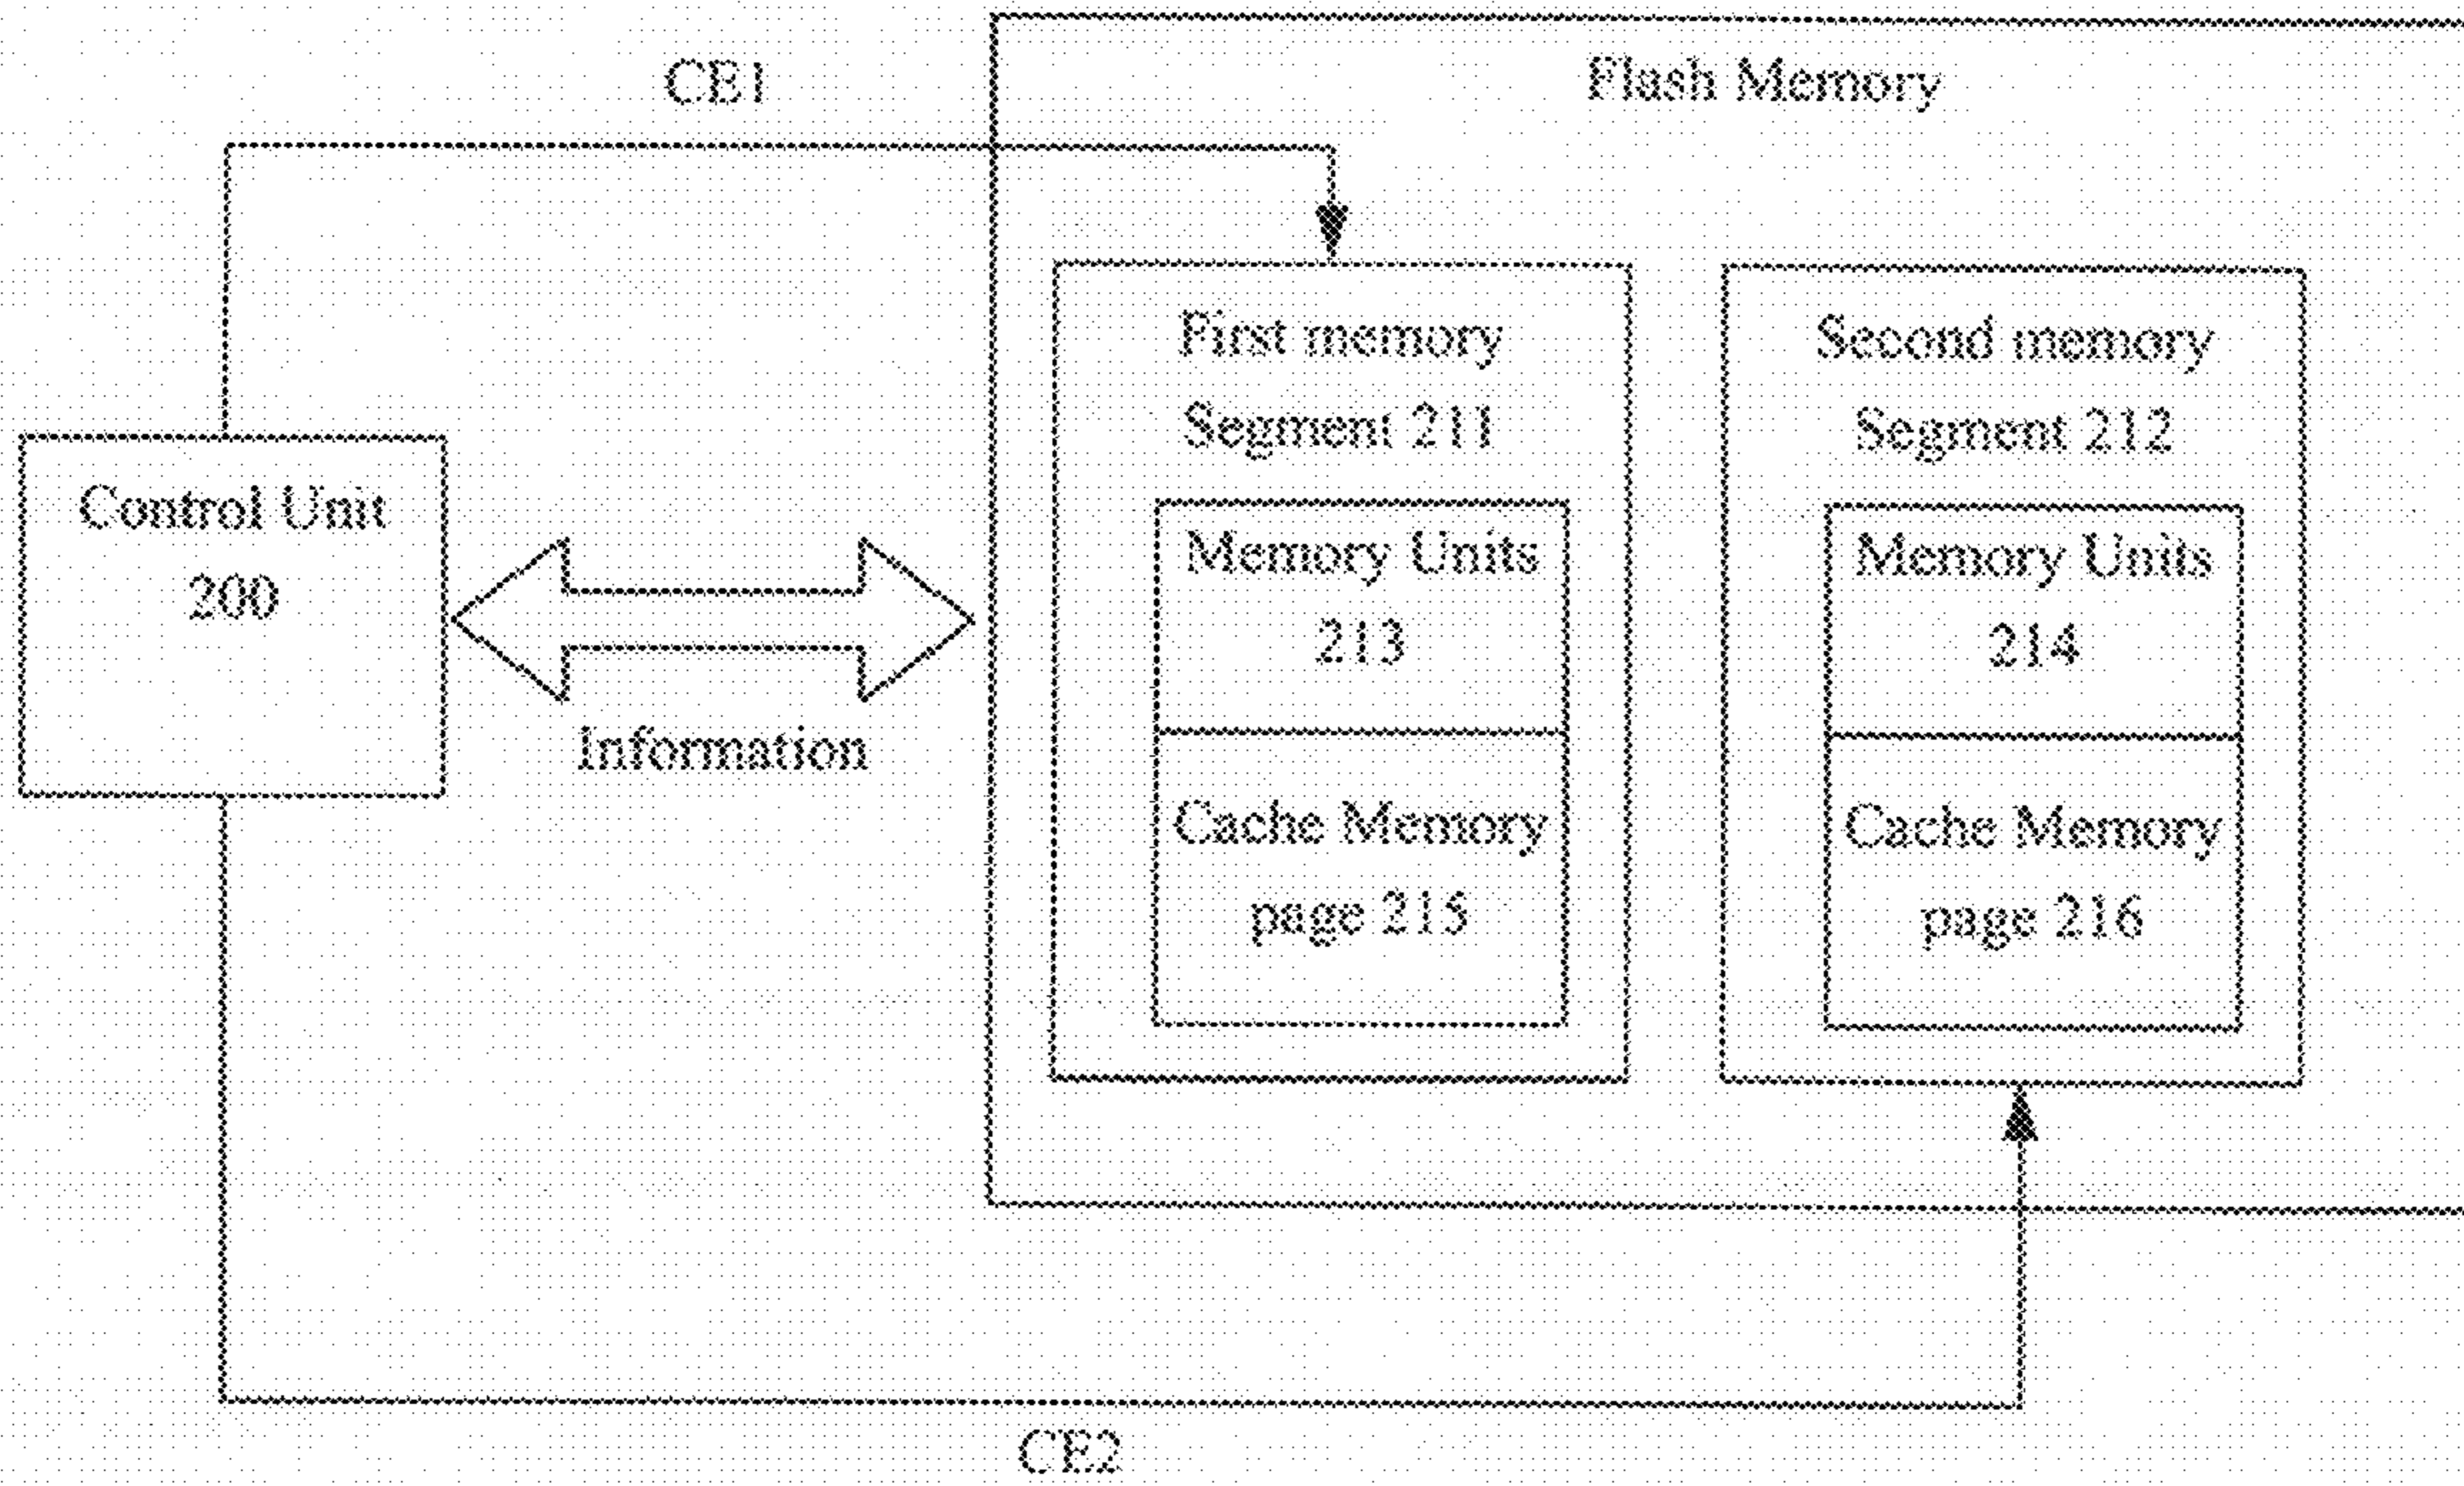 CE1
Flash Memory
First memory
Segment 211
Second memory
Segment 212
Control Unit
200
Memory Units
213
Memory Units
214
Information
Cache Memory
page 215
Cache Memory
page 216
CE2